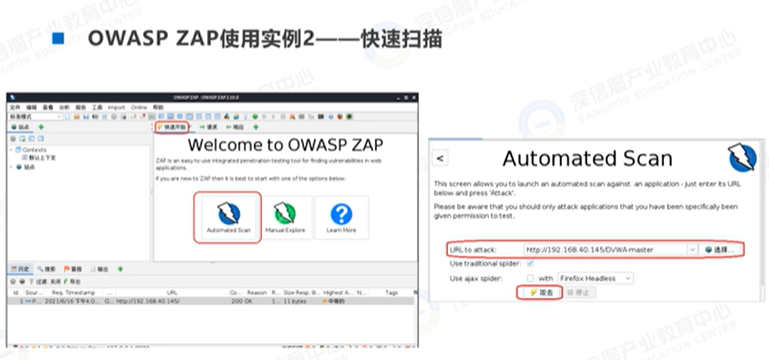 OWASP ZAP使用实例2——快速扫描
OWASP ZAP - OWASP ZAP 2.10.0
文件 编辑 查看 分析 报告 工具 Import Online 帮助
标准模式
站点
快速开始 请求 响应
Contexts
默认上下文
站点
Welcome to OWASP ZAP
ZAP is an easy to use integrated penetration testing tool for finding vulnerabilities in web
applications.
If you are new to ZAP then it is best to start with one of the options below.
Automated Scan
Manual Explore
Learn More
历史 搜索 警报 输出
过滤: 关闭 导出
Id Sour... Req. Timestamp ... URL Co... Reason R... Size Resp. B... Highest A... N... Tags
http://192.168.40.145/ 200 OK 11 bytes 中等的
<
Automated Scan
This screen allows you to launch an automated scan against an application - just enter its URL
below and press 'Attack'.
Please be aware that you should only attack applications that you have been specifically been
given permission to test.
URL to attack: http://192.168.40.145/DVWA-master 选择...
Use traditional spider:
Use ajax spider: with Firefox Headless
攻击 停止
深信服产业教育中心
SANGFOR EDUCATION CENTER